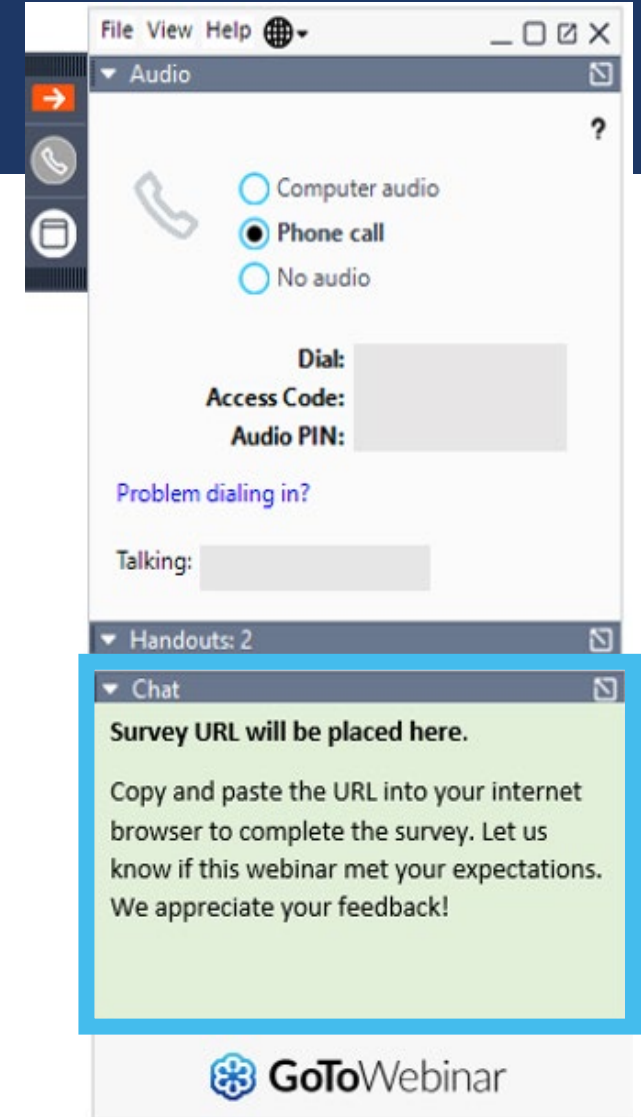 File View Help
Audio
?
Computer audio
Phone call
No audio
Dial:
Access Code:
Audio PIN:
Problem dialing in?
Talking:
Handouts: 2
Chat
Survey URL will be placed here.
Copy and paste the URL into your internet
browser to complete the survey. Let us
know if this webinar met your expectations.
We appreciate your feedback!
GoToWebinar